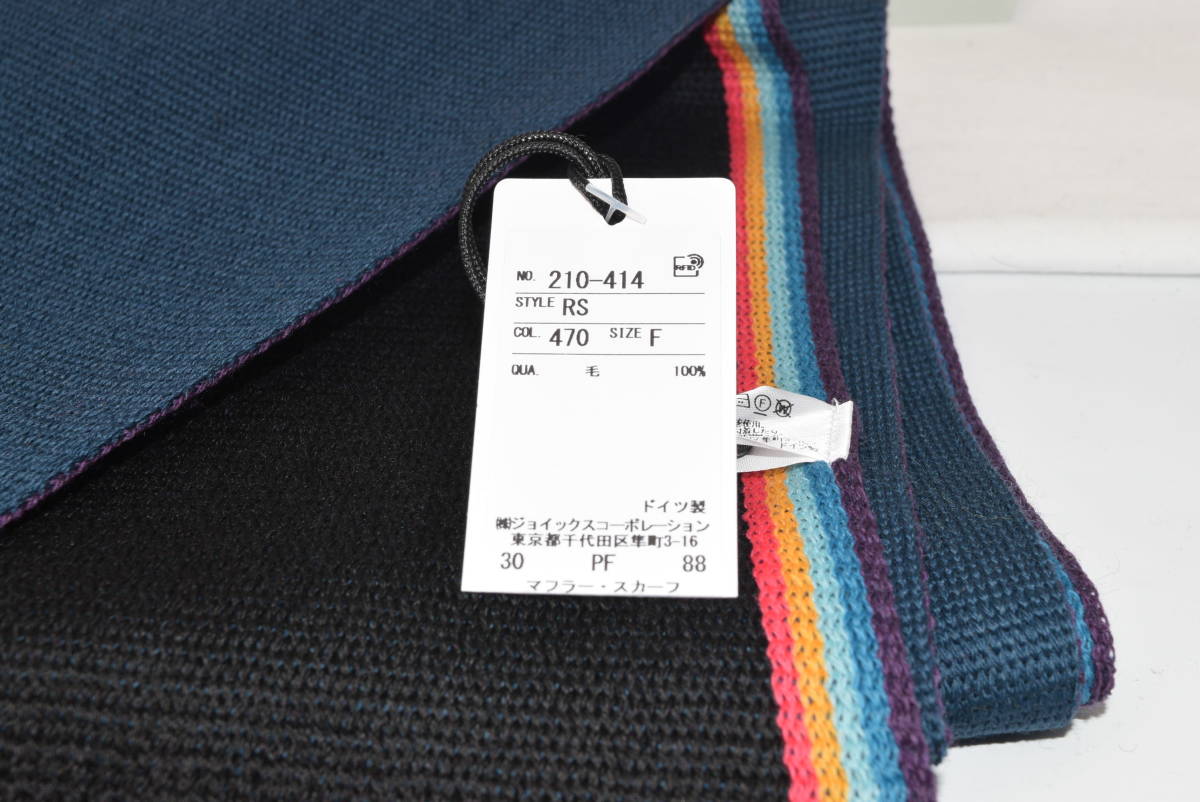 RFID
NO. 210-414
STYLE RS
COL. 470 SIZE F
QUA. 毛 100%
F W
ドイツ製
㈱ジョイックスコーポレーション
東京都千代田区隼町3-16
30 PF 88
マフラー・スカーフ